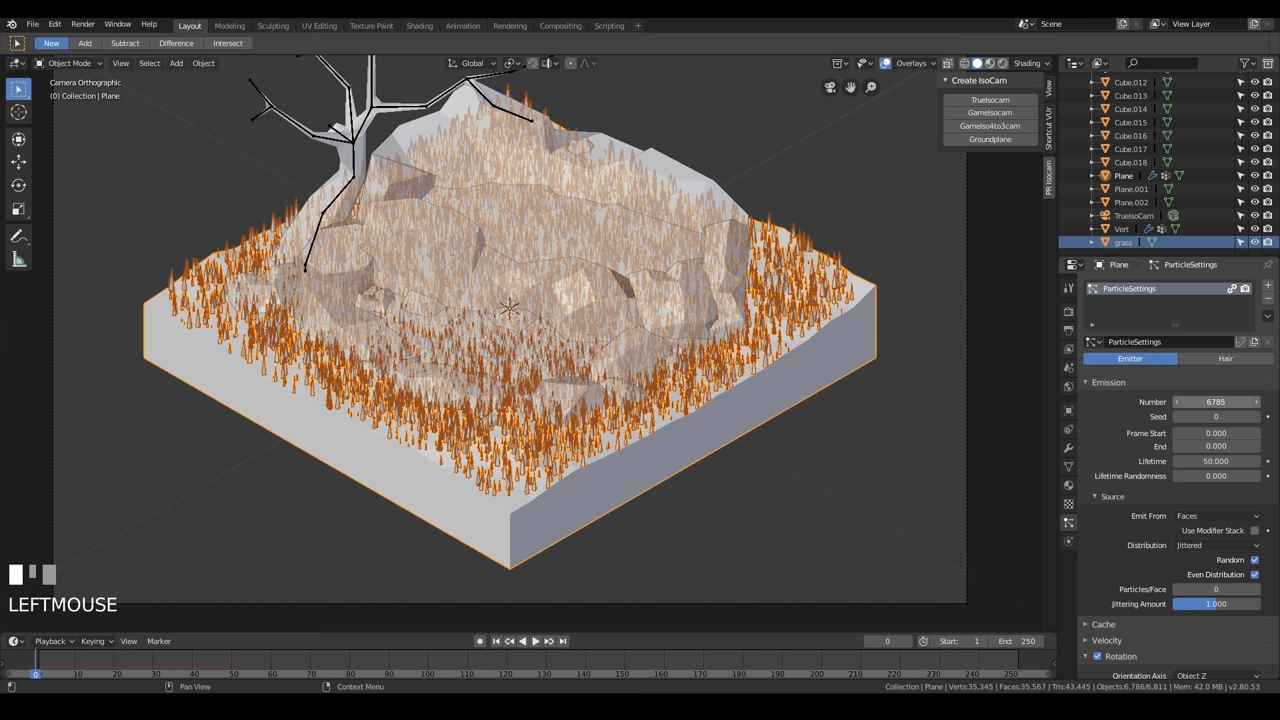 File Edit Render Window Help Layout Modeling Sculpting UV Editing Texture Paint Shading Animation Rendering Compositing Scripting + Scene View Layer
New Add Subtract Difference Intersect
Object Mode View Select Add Object Global Overlays Shading
Camera Orthographic
(0) Collection | Plane
Create IsoCam
TrueIsocam
GameIsocam
GameIso4to3cam
Groundplane
View
Shortcut VUr
PR Isocam
Cube.012
Cube.013
Cube.014
Cube.015
Cube.016
Cube.017
Cube.018
Plane
Plane.001
Plane.002
TrueIsoCam
Vert
grass
Plane ParticleSettings
ParticleSettings
ParticleSettings
Emitter Hair
Emission
Number 6785
Seed 0
Frame Start 0.000
End 0.000
Lifetime 50.000
Lifetime Randomness 0.000
Source
Emit From Faces
Use Modifier Stack
Distribution Jittered
Random
Even Distribution
Particles/Face 0
Jittering Amount 1.000
Cache
Velocity
Rotation
Orientation Axis Object Z
LEFTMOUSE
Playback Keying View Marker 0 Start: 1 End: 250
0 10 20 30 40 50 60 70 80 90 100 110 120 130 140 150 160 170 180 190 200 210 220 230 240 250
Pan View Context Menu Collection | Plane | Verts:35,345 | Faces:35,567 | Tris:43,445 | Objects:6,786/6,811 | Mem: 42.0 MB | v2.80.53